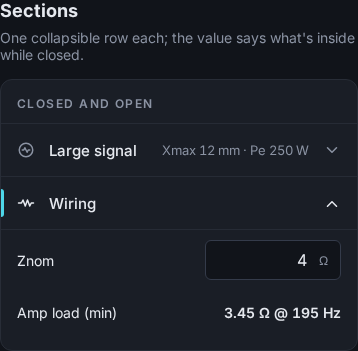 Sections
One collapsible row each; the value says what's inside
while closed.
CLOSED AND OPEN
Large signal Xmax 12 mm · Pe 250 W
Wiring
Znom 4 Ω
Amp load (min) 3.45 Ω @ 195 Hz